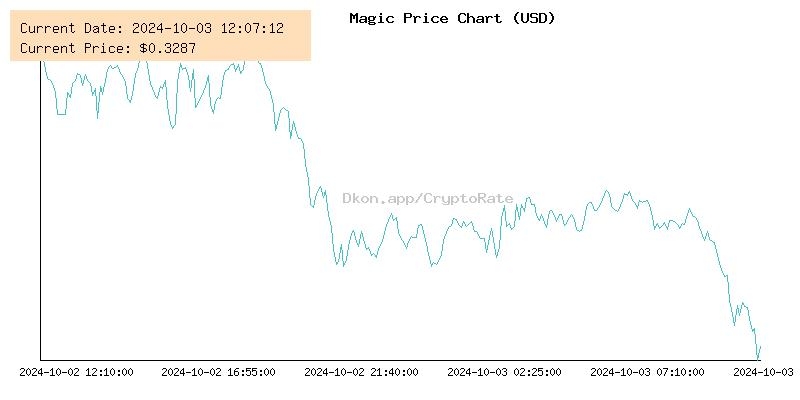 Magic Price Chart (USD)
Current Date: 2024-10-03 12:07:12
Current Price: $0.3287
Dkon.app/CryptoRate
2024-10-02 12:10:00 2024-10-02 16:55:00 2024-10-02 21:40:00 2024-10-03 02:25:00 2024-10-03 07:10:00 2024-10-03